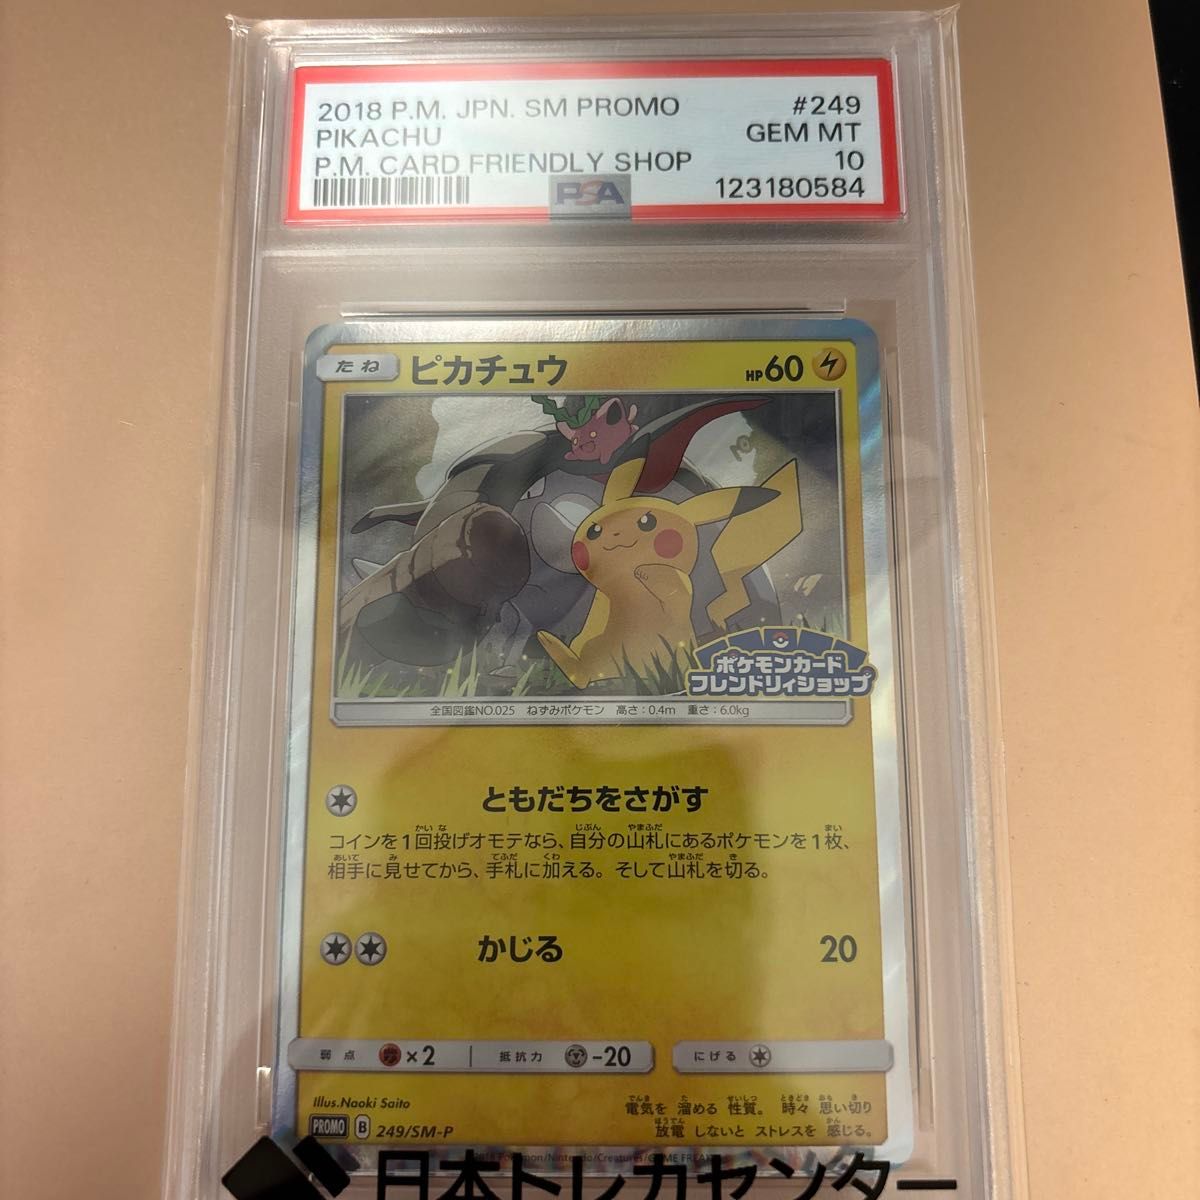 2018 P.M. JPN. SM PROMO #249
PIKACHU GEM MT
P.M. CARD FRIENDLY SHOP 10
PSA 123180584
たね ピカチュウ HP60
ポケモンカード
フレンドリィショップ
全国図鑑NO.025 ねずみポケモン 高さ:0.4m 重さ:6.0kg
ともだちをさがす
コインを1回投げオモテなら、自分の山札にあるポケモンを1枚、
相手に見せてから、手札に加える。そして山札を切る。
かじる 20
弱点 ×2 抵抗力 -20 にげる
Illus.Naoki Saito
電気を 溜める 性質。 時々 思い切り
放電 しないと ストレスを 感じる。
PROMO B 249/SM-P
2018 Pokémon/Nintendo/Creatures/GAME FREAK
日本トレカセンター